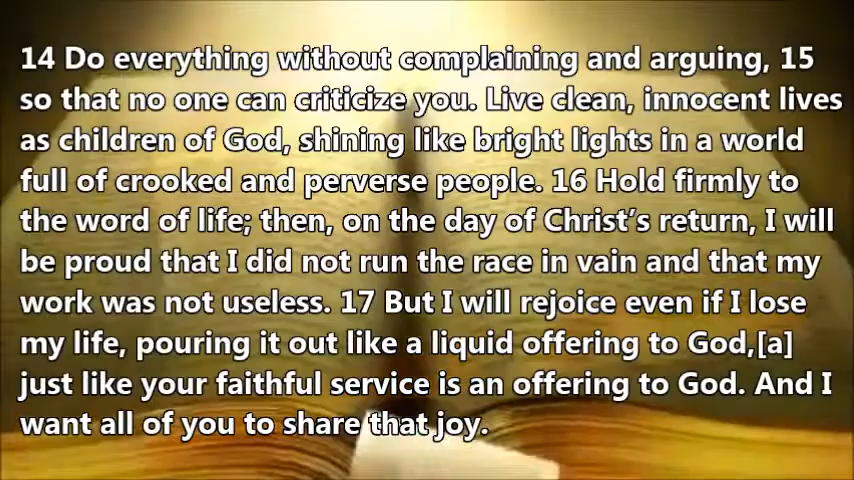 14 Do everything without complaining and arguing, 15
so that no one can criticize you. Live clean, innocent lives
as children of God, shining like bright lights in a world
full of crooked and perverse people. 16 Hold firmly to
the word of life; then, on the day of Christ’s return, I will
be proud that I did not run the race in vain and that my
work was not useless. 17 But I will rejoice even if I lose
my life, pouring it out like a liquid offering to God,[a]
just like your faithful service is an offering to God. And I
want all of you to share that joy.